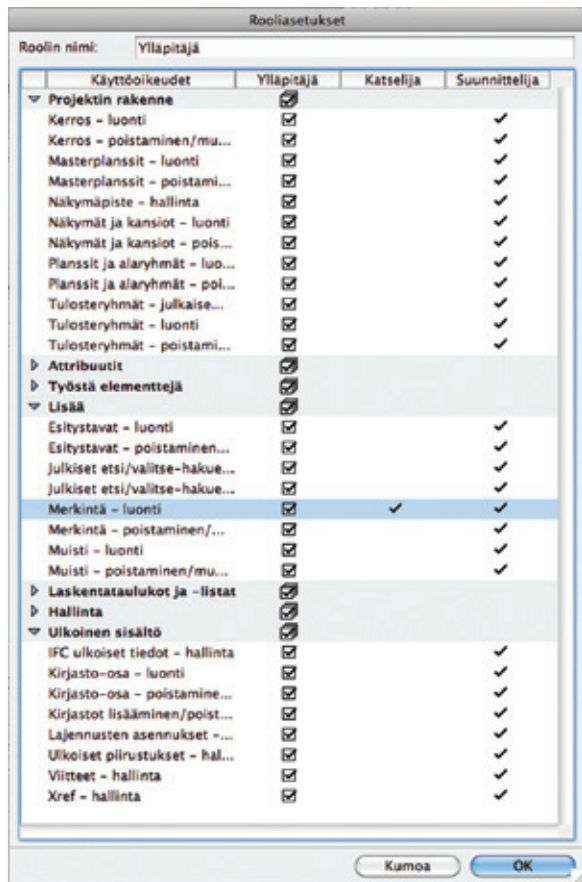 Rooliasetukset
Roolin nimi: Ylläpitäjä
Käyttöoikeudet Ylläpitäjä Katselija Suunnittelija
Projektin rakenne
Kerros – luonti
Kerros – poistaminen/mu...
Masterplanssit – luonti
Masterplanssit – poistami...
Näkymäpiste – hallinta
Näkymät ja kansiot – luonti
Näkymät ja kansiot – pois...
Planssit ja alaryhmät – luo...
Planssit ja alaryhmät – poi...
Tulosteryhmät – julkaise...
Tulosteryhmät – luonti
Tulosteryhmät – poistami...
Attribuutit
Työstä elementtejä
Lisää
Esitystavat – luonti
Esitystavat – poistaminen...
Julkiset etsi/valitse-hakue...
Julkiset etsi/valitse-hakue...
Merkintä – luonti
Merkintä – poistaminen/...
Muisti – luonti
Muisti – poistaminen/mu...
Laskentataulukot ja -listat
Hallinta
Ulkoinen sisältö
IFC ulkoiset tiedot – hallinta
Kirjasto-osa – luonti
Kirjasto-osa – poistamine...
Kirjastot lisääminen/poist...
Lajennusten asennukset -...
Ulkoiset piirustukset – hal...
Viitteet – hallinta
Xref – hallinta
Kumoa OK